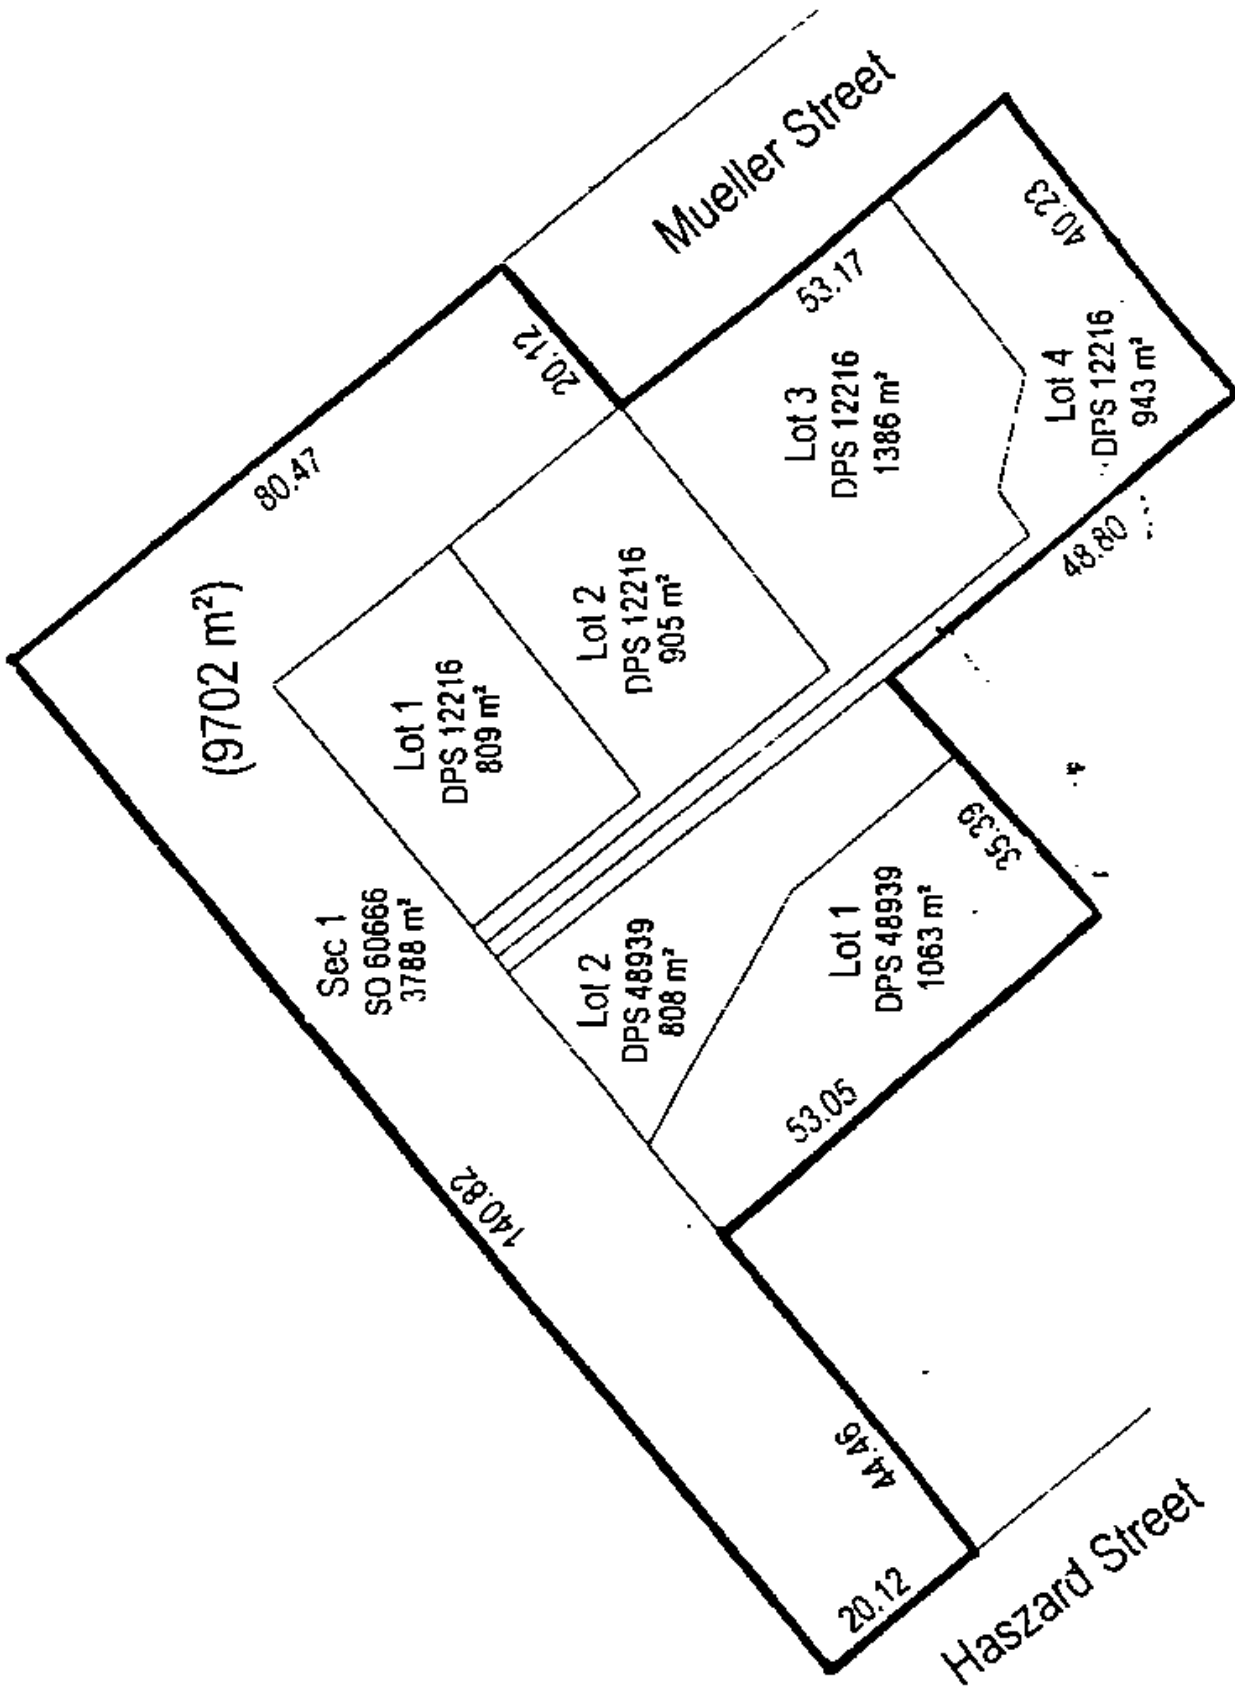 Mueller Street
40.23
53.17
20.12
80.47
Lot 4
DPS 12216
943 m²
Lot 3
DPS 12216
1386 m²
48.80
(9702 m²)
Lot 2
DPS 12216
905 m²
Lot 1
DPS 12216
809 m²
35.39
Sec 1
SO 60666
3788 m²
Lot 2
DPS 48939
808 m²
Lot 1
DPS 48939
1063 m²
53.05
140.82
44.46
20.12
Haszard Street